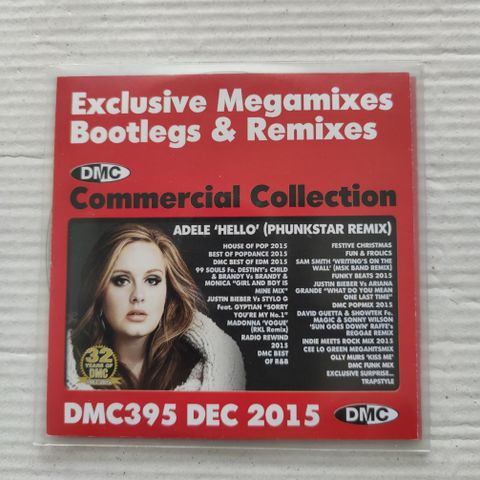 Exclusive Megamixes
Bootlegs & Remixes
DMC
Commercial Collection
ADELE ‘HELLO’ (PHUNKSTAR REMIX)
HOUSE OF POP 2015
BEST OF POPDANCE 2015
DMC BEST OF EDM 2015
99 SOULS Fe. DESTINY'S CHILD
& BRANDY Vs BRANDY &
MONICA "GIRL AND BOY IS
MINE MIX"
JUSTIN BIEBER Vs STYLO G
Feat. GYPTIAN "SORRY
YOU'RE MY No.1"
MADONNA ‘VOGUE’
(RKL Remix)
RADIO REWIND
2015
DMC BEST
OF R&B
FESTIVE CHRISTMAS
FUN & FROLICS
SAM SMITH ‘WRITING'S ON THE
WALL’ (MSK BAND REMIX)
FUNKY BEATS 2015
JUSTIN BIEBER Vs ARIANA
GRANDE “WHAT DO YOU MEAN
ONE LAST TIME”
DMC POPMIX 2015
DAVID GUETTA & SHOWTEK Fe.
MAGIC & SONNY WILSON
‘SUN GOES DOWN’ RAFFE'S
REGGAE REMIX
INDIE MEETS ROCK MIX 2015
CEE LO GREEN MEGAHITSMIX
OLLY MURS ‘KISS ME’
DMC FUNK MIX
EXCLUSIVE SURPRISE...
TRAPSTYLE
32
YEARS OF
DMC
DMC395 DEC 2015
DMC